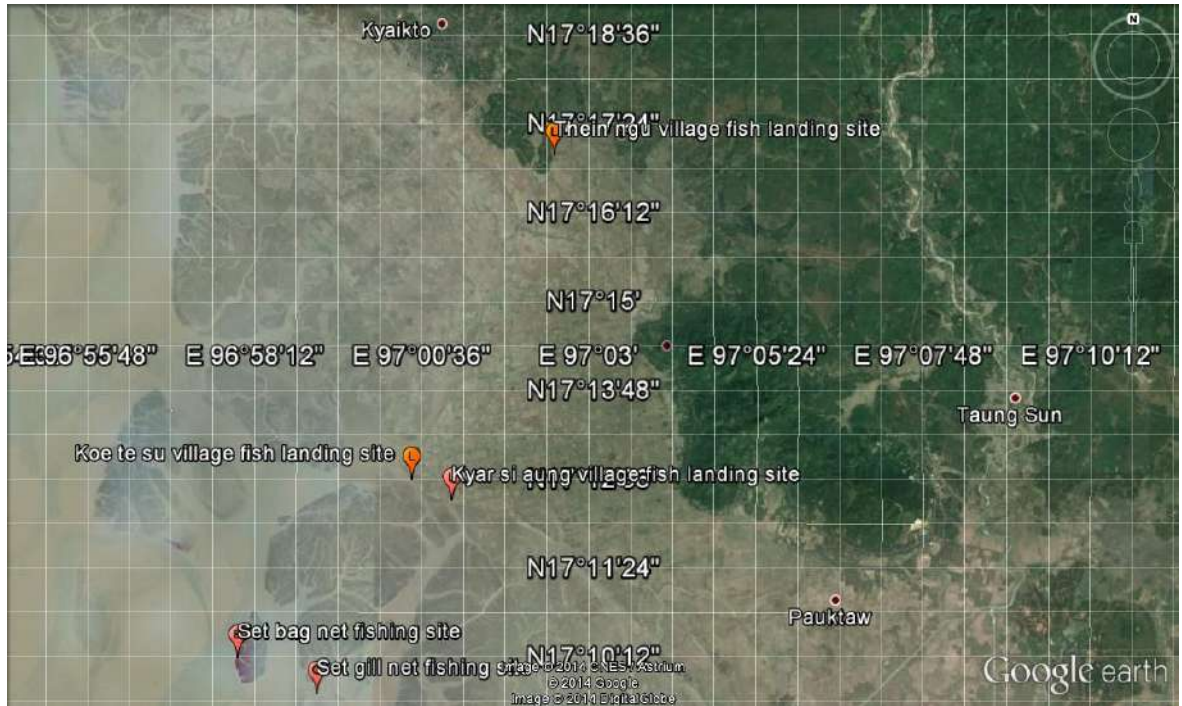 N
Kyaikto
N17°18'36"
N17°17'24"
Thein ngu village fish landing site
N17°16'12"
N17°15'
E 96°55'48"
E 96°58'12"
E 97°00'36"
E 97°03'
E 97°05'24"
E 97°07'48"
E 97°10'12"
N17°13'48"
Taung Sun
Koe te su village fish landing site
L
Kyar si aung village fish landing site
N17°11'24"
Pauktaw
Set bag net fishing site
Set gill net fishing site
N17°10'12"
Image © 2014 CNES / Astrium
© 2014 Google
Image © 2014 DigitalGlobe
Google earth